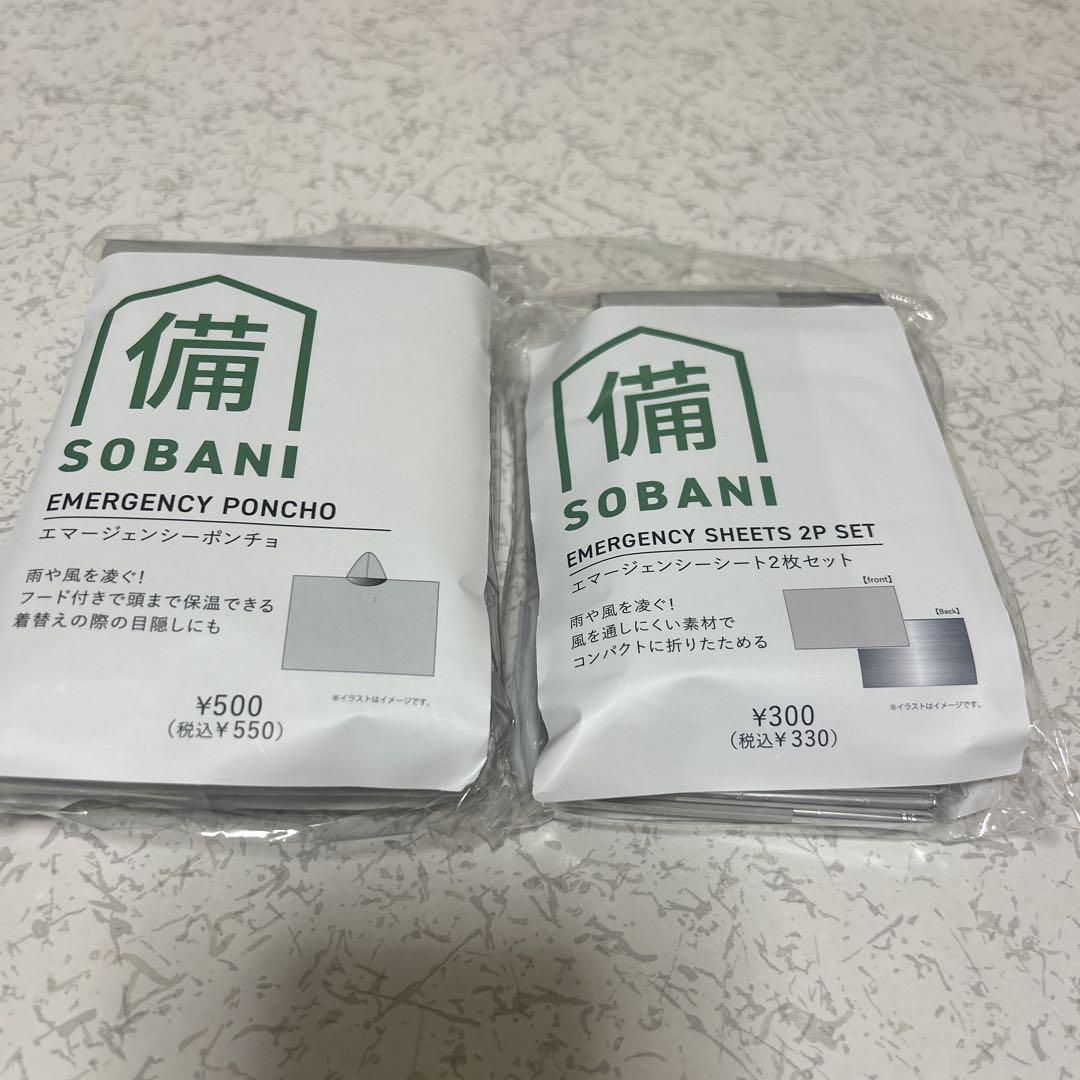 備
SOBANI
EMERGENCY PONCHO
エマージェンシーポンチョ
雨や風を凌ぐ!
フード付きで頭まで保温できる
着替えの際の目隠しにも
※イラストはイメージです。
¥500
(税込¥550)
備
SOBANI
EMERGENCY SHEETS 2P SET
エマージェンシーシート2枚セット
雨や風を凌ぐ!
風を通しにくい素材で
コンパクトに折りたためる
【front】
【Back】
※イラストはイメージです。
¥300
(税込¥330)